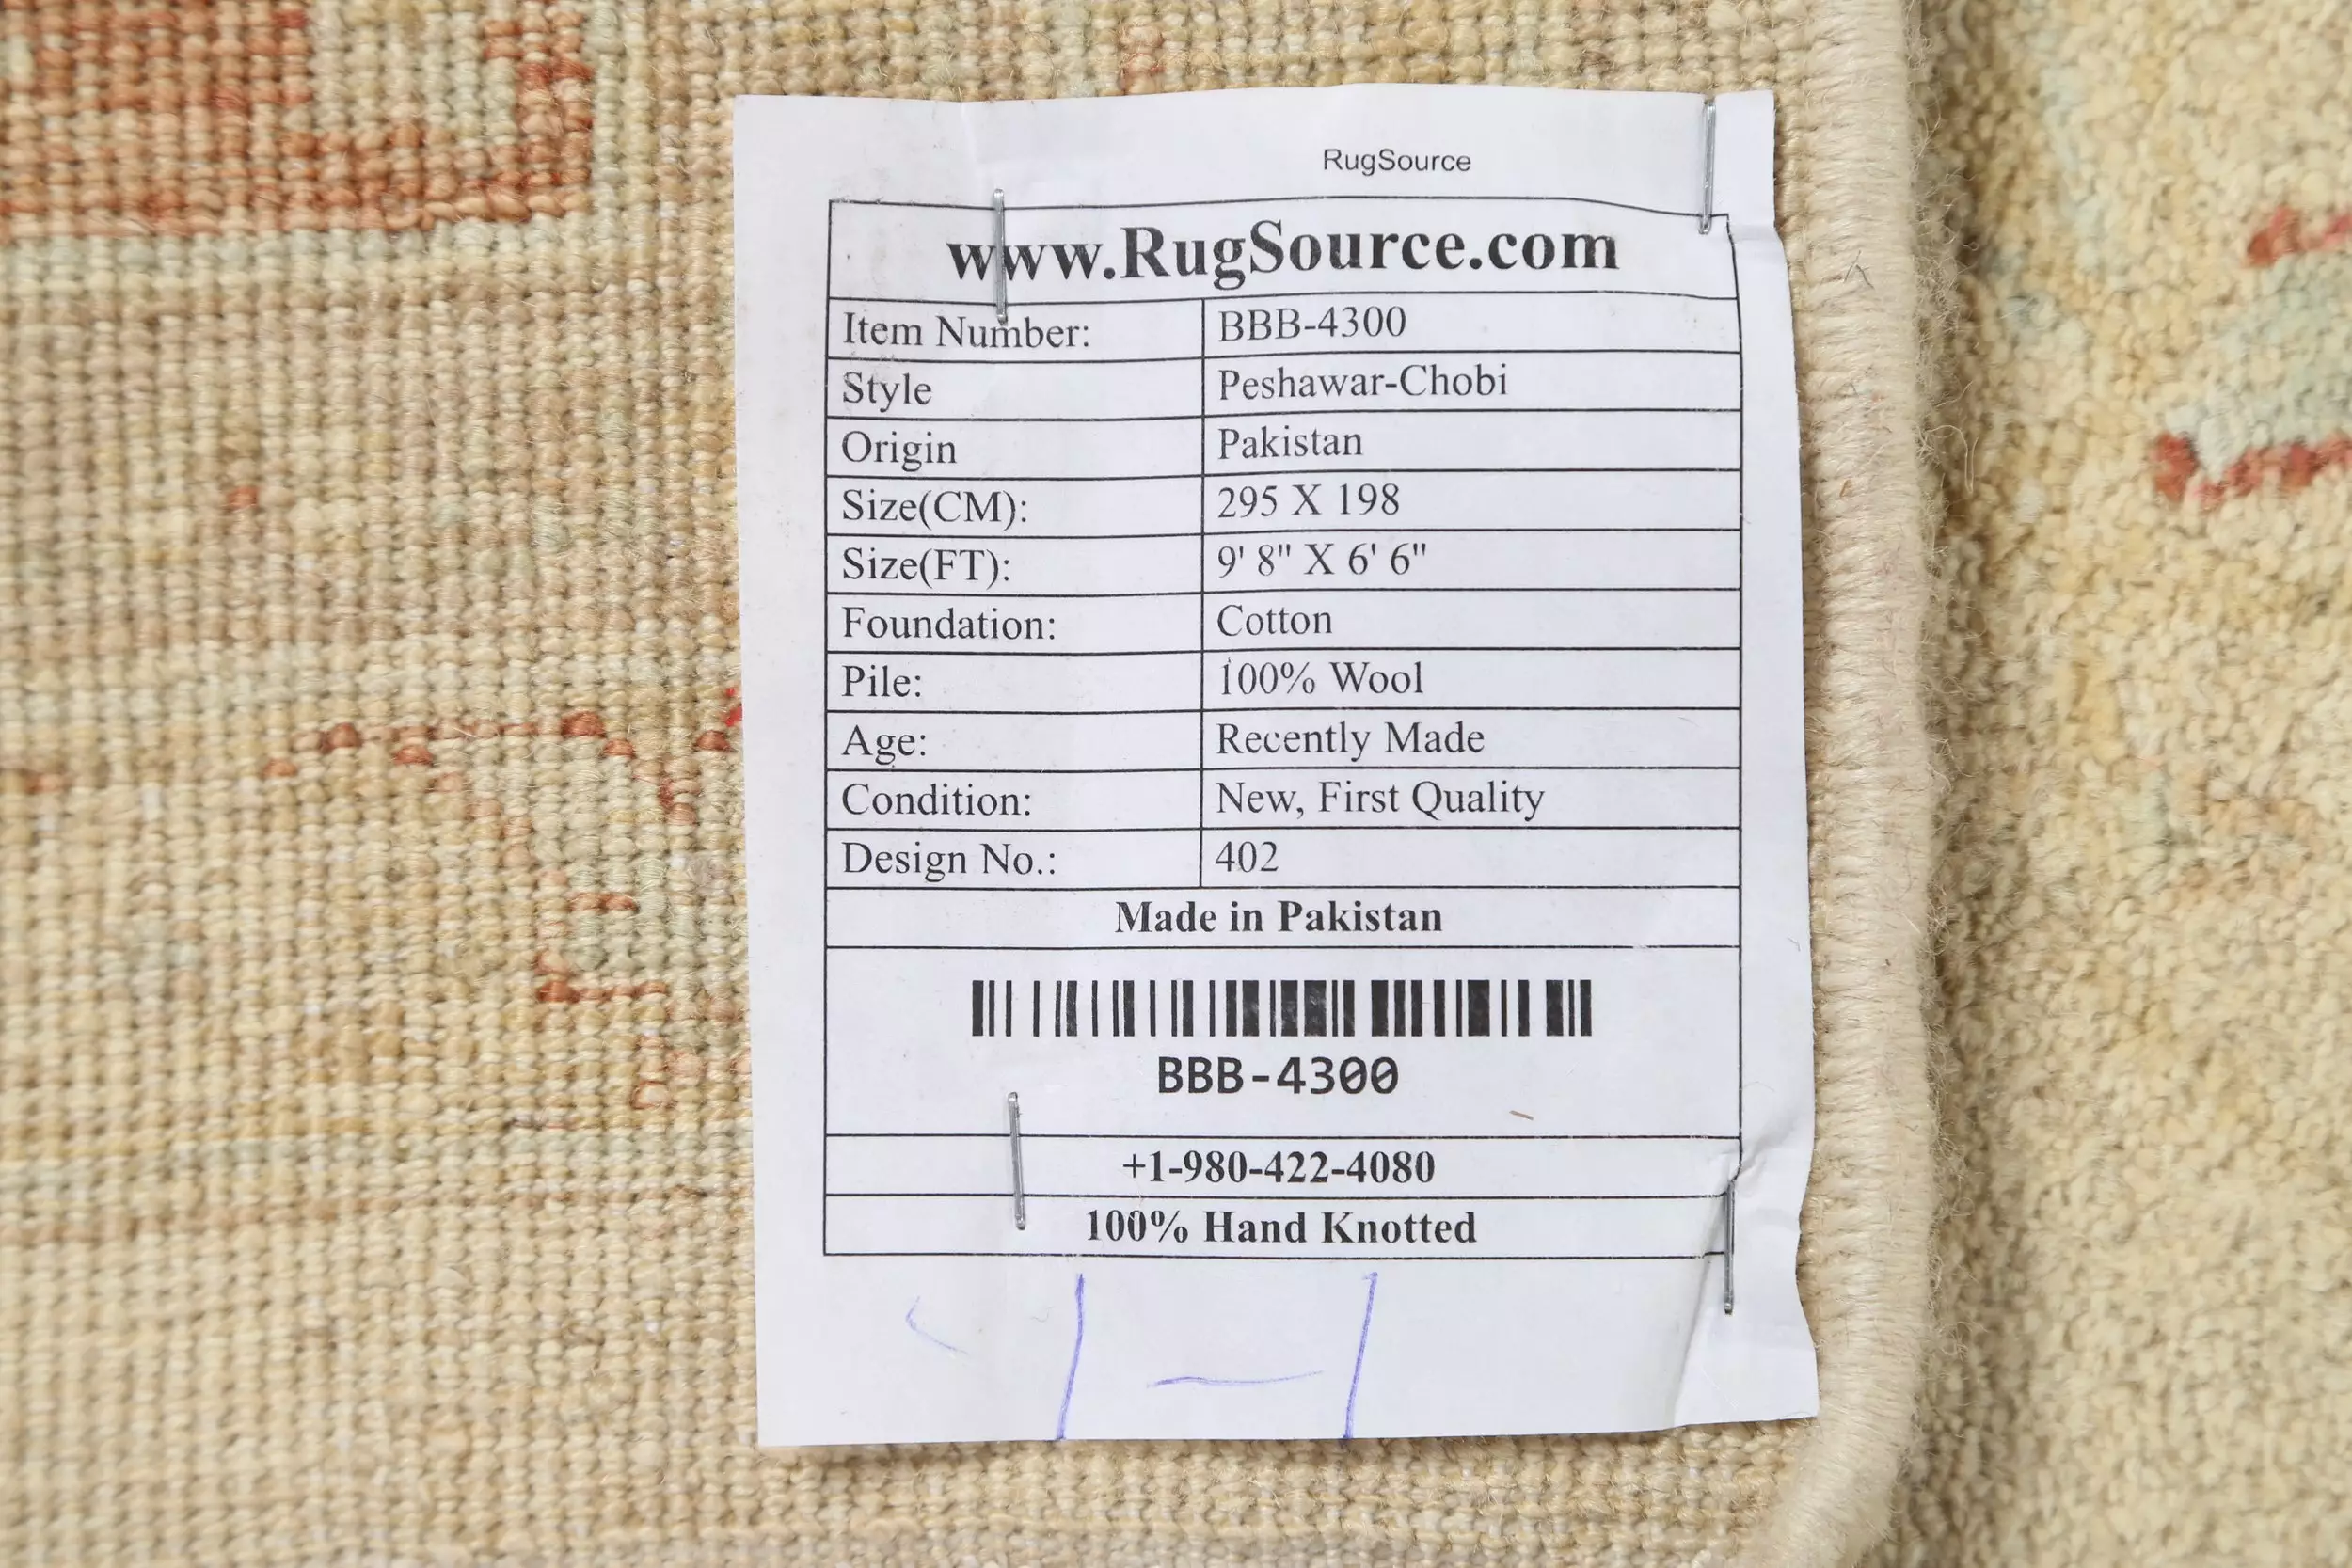 RugSource
www.RugSource.com
Item Number: BBB-4300
Style Peshawar-Chobi
Origin Pakistan
Size(CM): 295 X 198
Size(FT): 9' 8" X 6' 6"
Foundation: Cotton
Pile: 100% Wool
Age: Recently Made
Condition: New, First Quality
Design No.: 402
Made in Pakistan
BBB-4300
+1-980-422-4080
100% Hand Knotted